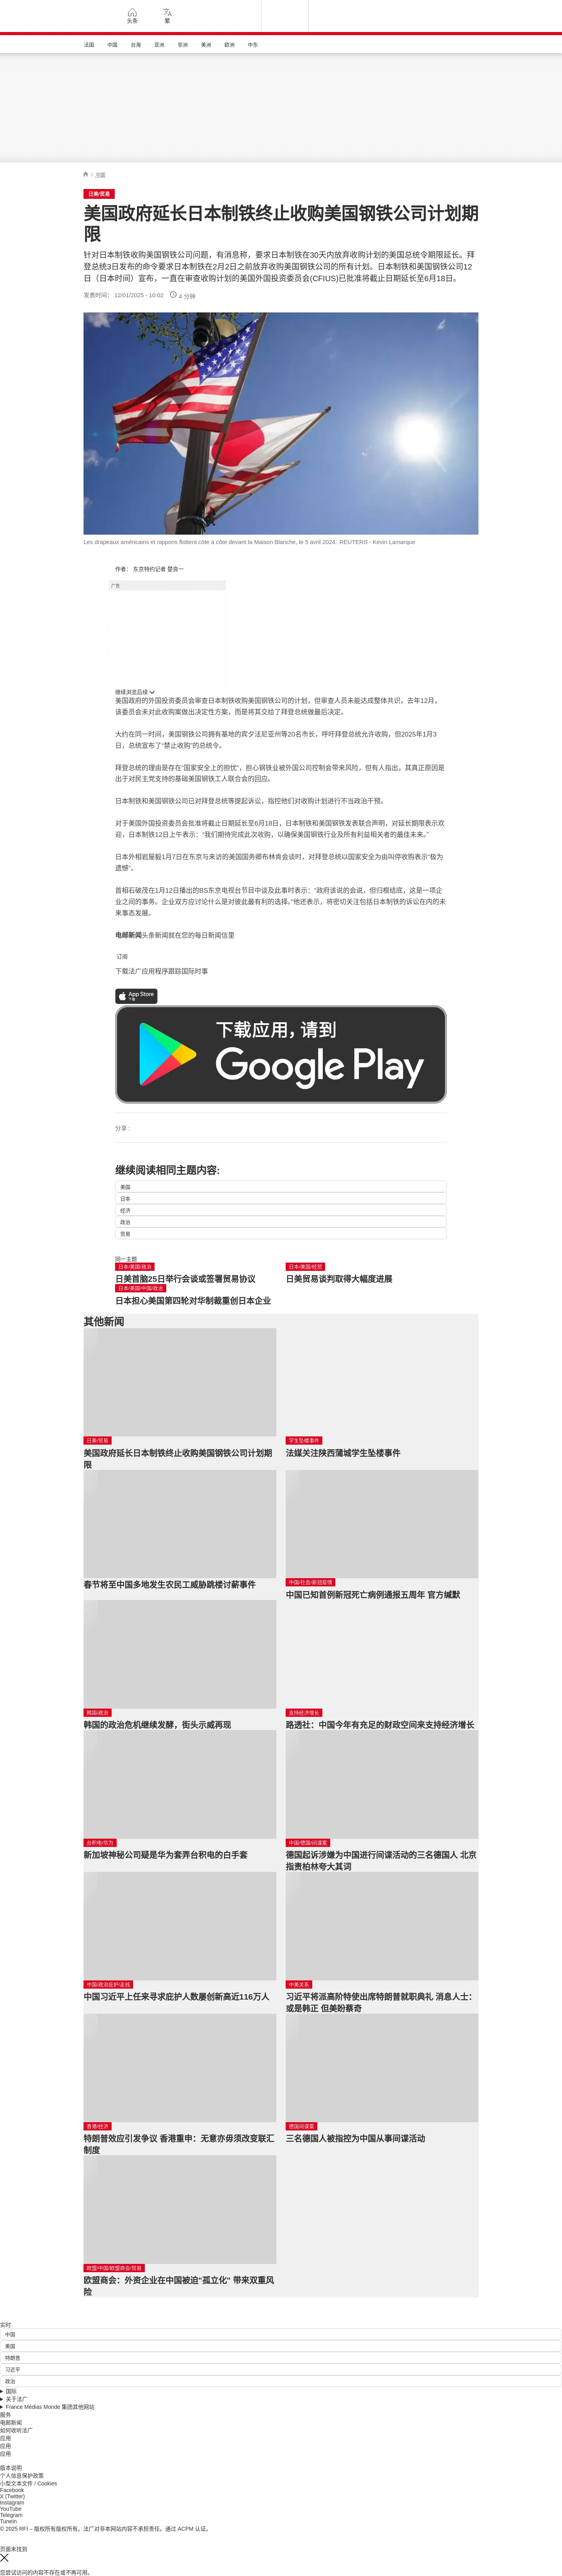 头条
繁
法国 中国 台海 亚洲 非洲 美洲 欧洲 中东
/ 中国
日美/贸易
美国政府延长日本制铁终止收购美国钢铁公司计划期
限
针对日本制铁收购美国钢铁公司问题，有消息称，要求日本制铁在30天内放弃收购计划的美国总统令期限延长。拜
登总统3日发布的命令要求日本制铁在2月2日之前放弃收购美国钢铁公司的所有计划。日本制铁和美国钢铁公司12
日（日本时间）宣布，一直在审查收购计划的美国外国投资委员会(CFIUS)已批准将截止日期延长至6月18日。
发表时间： 12/01/2025 - 10:02 4 分钟
Les drapeaux américains et nippons flottent côte à côte devant la Maison Blanche, le 5 avril 2024. REUTERS - Kevin Lamarque
作者： 东京特约记者 楚良一
广告
继续浏览后续
美国政府的外国投资委员会审查日本制铁收购美国钢铁公司的计划，但审查人员未能达成整体共识，去年12月，
该委员会未对此收购案做出决定性方案，而是将其交给了拜登总统做最后决定。
大约在同一时间，美国钢铁公司拥有基地的宾夕法尼亚州等20名市长，呼吁拜登总统允许收购，但2025年1月3
日，总统宣布了“禁止收购”的总统令。
拜登总统的理由是存在“国家安全上的担忧”，担心钢铁业被外国公司控制会带来风险，但有人指出，其真正原因是
出于对民主党支持的基础美国钢铁工人联合会的回应。
日本制铁和美国钢铁公司已对拜登总统等提起诉讼，指控他们对收购计划进行不当政治干预。
对于美国外国投资委员会批准将截止日期延长至6月18日，日本制铁和美国钢铁发表联合声明，对延长期限表示欢
迎，日本制铁12日上午表示：“我们期待完成此次收购，以确保美国钢铁行业及所有利益相关者的最佳未来。”
日本外相岩屋毅1月7日在东京与来访的美国国务卿布林肯会谈时，对拜登总统以国家安全为由叫停收购表示“极为
遗憾”。
首相石破茂在1月12日播出的BS东京电视台节目中谈及此事时表示：“政府该说的会说，但归根结底，这是一项企
业之间的事务。企业双方应讨论什么是对彼此最有利的选择。”他还表示，将密切关注包括日本制铁的诉讼在内的未
来事态发展。
电邮新闻头条新闻就在您的每日新闻信里
订阅
下载法广应用程序跟踪国际时事
App Store
下载
下载应用，请到
Google Play
分享 :
继续阅读相同主题内容:
美国
日本
经济
政治
贸易
同一主题
日本/美国/政治
日美首脑25日举行会谈或签署贸易协议
日本/美国/经贸
日美贸易谈判取得大幅度进展
日本/美国/中国/政治
日本担心美国第四轮对华制裁重创日本企业
其他新闻
日美/贸易
美国政府延长日本制铁终止收购美国钢铁公司计划期
限
学生坠楼事件
法媒关注陕西蒲城学生坠楼事件
春节将至中国多地发生农民工威胁跳楼讨薪事件
中国/社会/新冠疫情
中国已知首例新冠死亡病例通报五周年 官方缄默
韩国/政治
韩国的政治危机继续发酵，街头示威再现
支持经济增长
路透社：中国今年有充足的财政空间来支持经济增长
台积电/华为
新加坡神秘公司疑是华为套弄台积电的白手套
中国/德国/间谍案
德国起诉涉嫌为中国进行间谍活动的三名德国人 北京
指责柏林夸大其词
中国/政治庇护/走线
中国习近平上任来寻求庇护人数屡创新高近116万人
中美关系
习近平将派高阶特使出席特朗普就职典礼 消息人士：
或是韩正 但美盼蔡奇
香港/经济
特朗普效应引发争议 香港重申：无意亦毋须改变联汇
制度
德国间谍案
三名德国人被指控为中国从事间谍活动
欧盟/中国/欧盟商会/贸易
欧盟商会：外资企业在中国被迫“孤立化” 带来双重风
险
实时
中国
美国
特朗普
习近平
政治
国际
关于法广
France Médias Monde 集团其他网站
服务
电邮新闻
如何收听法广
应用
应用
应用
版本说明
个人信息保护政策
小型文本文件 / Cookies
Facebook
X (Twitter)
Instagram
YouTube
Telegram
TuneIn
© 2025 RFI – 版权所有版权所有。法广对非本网站内容不承担责任。通过 ACPM 认证。
页面未找到
您尝试访问的内容不存在或不再可用。